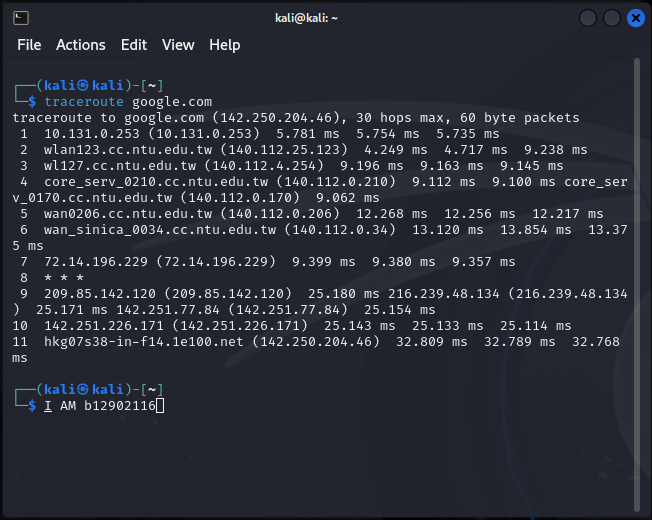 kali@kali: ~
File Actions Edit View Help
┌──(kali㉿kali)-[~]
└─$ traceroute google.com
traceroute to google.com (142.250.204.46), 30 hops max, 60 byte packets
 1  10.131.0.253 (10.131.0.253)  5.781 ms  5.754 ms  5.735 ms
 2  wlan123.cc.ntu.edu.tw (140.112.25.123)  4.249 ms  4.717 ms  9.238 ms
 3  wl127.cc.ntu.edu.tw (140.112.4.254)  9.196 ms  9.163 ms  9.145 ms
 4  core_serv_0210.cc.ntu.edu.tw (140.112.0.210)  9.112 ms  9.100 ms core_ser
v_0170.cc.ntu.edu.tw (140.112.0.170)  9.062 ms
 5  wan0206.cc.ntu.edu.tw (140.112.0.206)  12.268 ms  12.256 ms  12.217 ms
 6  wan_sinica_0034.cc.ntu.edu.tw (140.112.0.34)  13.120 ms  13.854 ms  13.37
5 ms
 7  72.14.196.229 (72.14.196.229)  9.399 ms  9.380 ms  9.357 ms
 8  * * *
 9  209.85.142.120 (209.85.142.120)  25.180 ms 216.239.48.134 (216.239.48.134
)  25.171 ms 142.251.77.84 (142.251.77.84)  25.154 ms
10  142.251.226.171 (142.251.226.171)  25.143 ms  25.133 ms  25.114 ms
11  hkg07s38-in-f14.1e100.net (142.250.204.46)  32.809 ms  32.789 ms  32.768
ms
┌──(kali㉿kali)-[~]
└─$ I AM b12902116